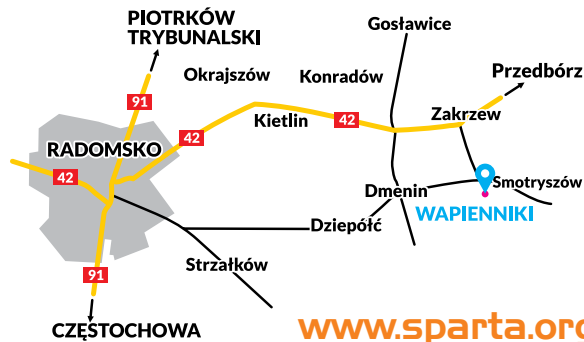 PIOTRKÓW
TRYBUNALSKI
Gosławice
Okrajszów
Konradów
Przedbórz
91
42
Kietlin
42
Zakrzew
RADOMSKO
42
Dmenin
Smotryszów
WAPIENNIKI
Dziepółć
Strzałków
91
CZĘSTOCHOWA
www.sparta.org